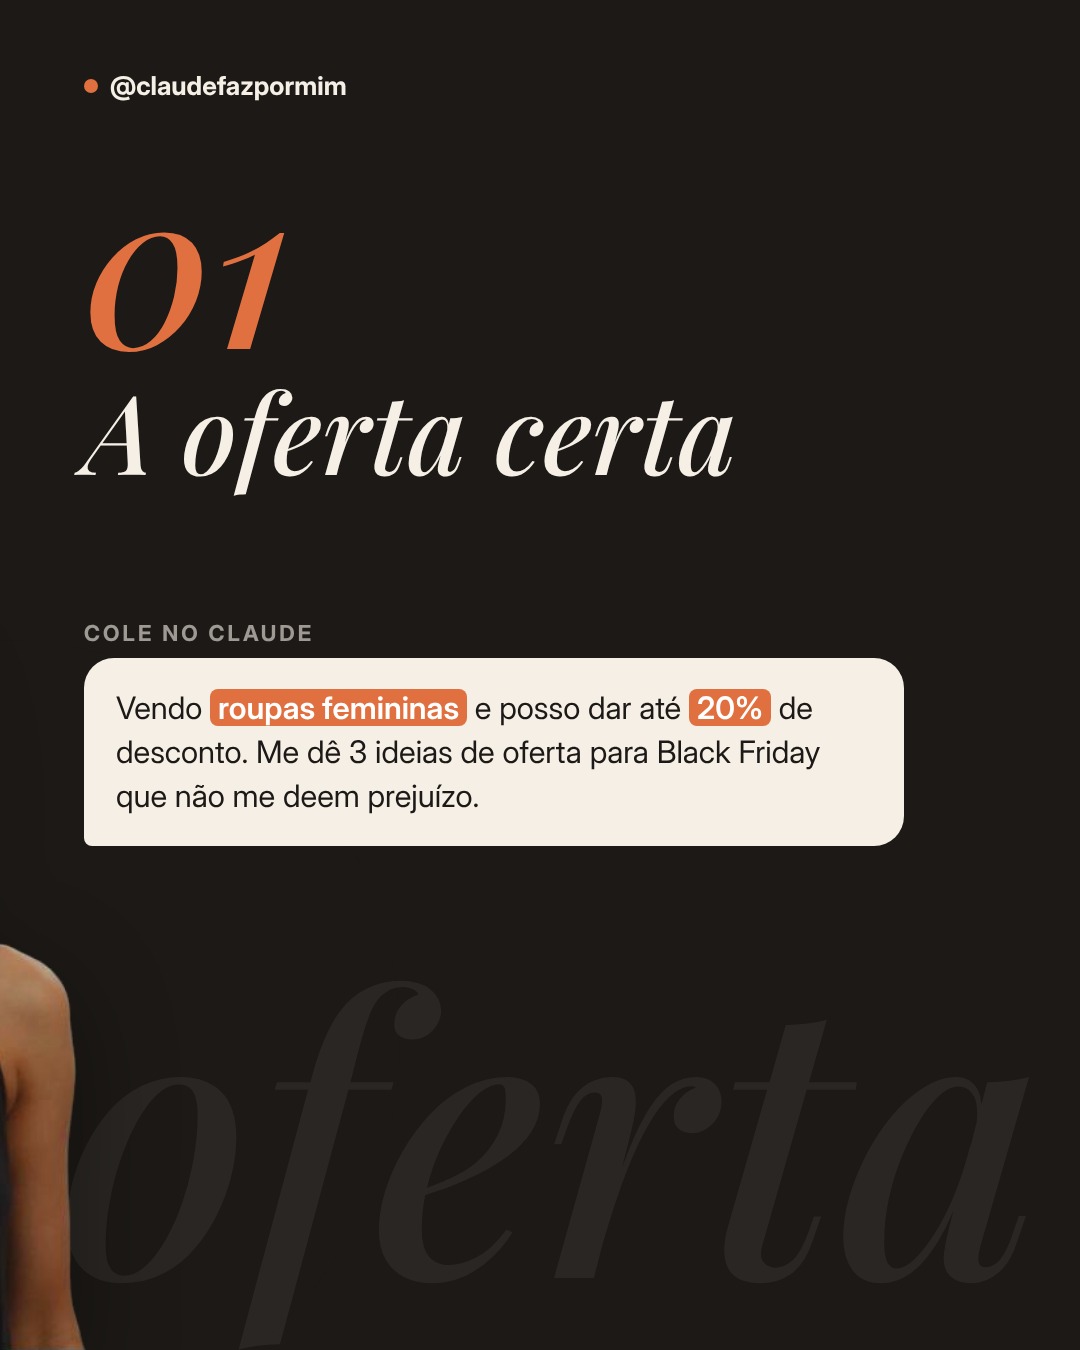 @claudefazpormim
01
A oferta certa
COLE NO CLAUDE
Vendo roupas femininas e posso dar até 20% de
desconto. Me dê 3 ideias de oferta para Black Friday
que não me deem prejuízo.
oferta